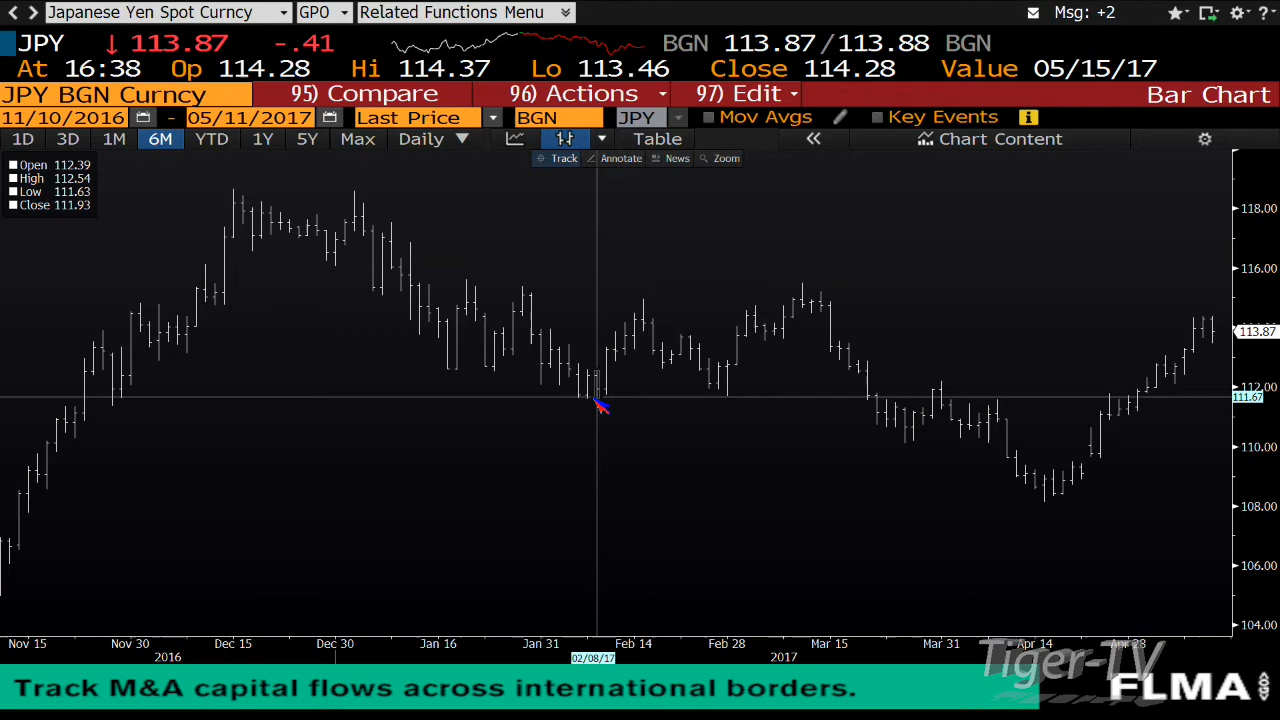 Japanese Yen Spot Curncy GPO Related Functions Menu Msg: +2 ?
JPY ↓ 113.87 -.41 BGN 113.87/113.88 BGN
At 16:38 Op 114.28 Hi 114.37 Lo 113.46 Close 114.28 Value 05/15/17
JPY BGN Curncy 95) Compare 96) Actions 97) Edit Bar Chart
11/10/2016 - 05/11/2017 Last Price BGN JPY Mov Avgs Key Events i
1D 3D 1M 6M YTD 1Y 5Y Max Daily Table « Chart Content
Track Annotate News Zoom
Open 112.39
High 112.54
Low 111.63
Close 111.93
118.00
116.00
113.87
112.00
111.67
110.00
108.00
106.00
104.00
Nov 15 Nov 30 Dec 15 Dec 30 Jan 16 Jan 31 Feb 14 Feb 28 Mar 15 Mar 31 Apr 14 Apr 28
2016 02/08/17 2017
Tiger-TV
Track M&A capital flows across international borders. FLMA